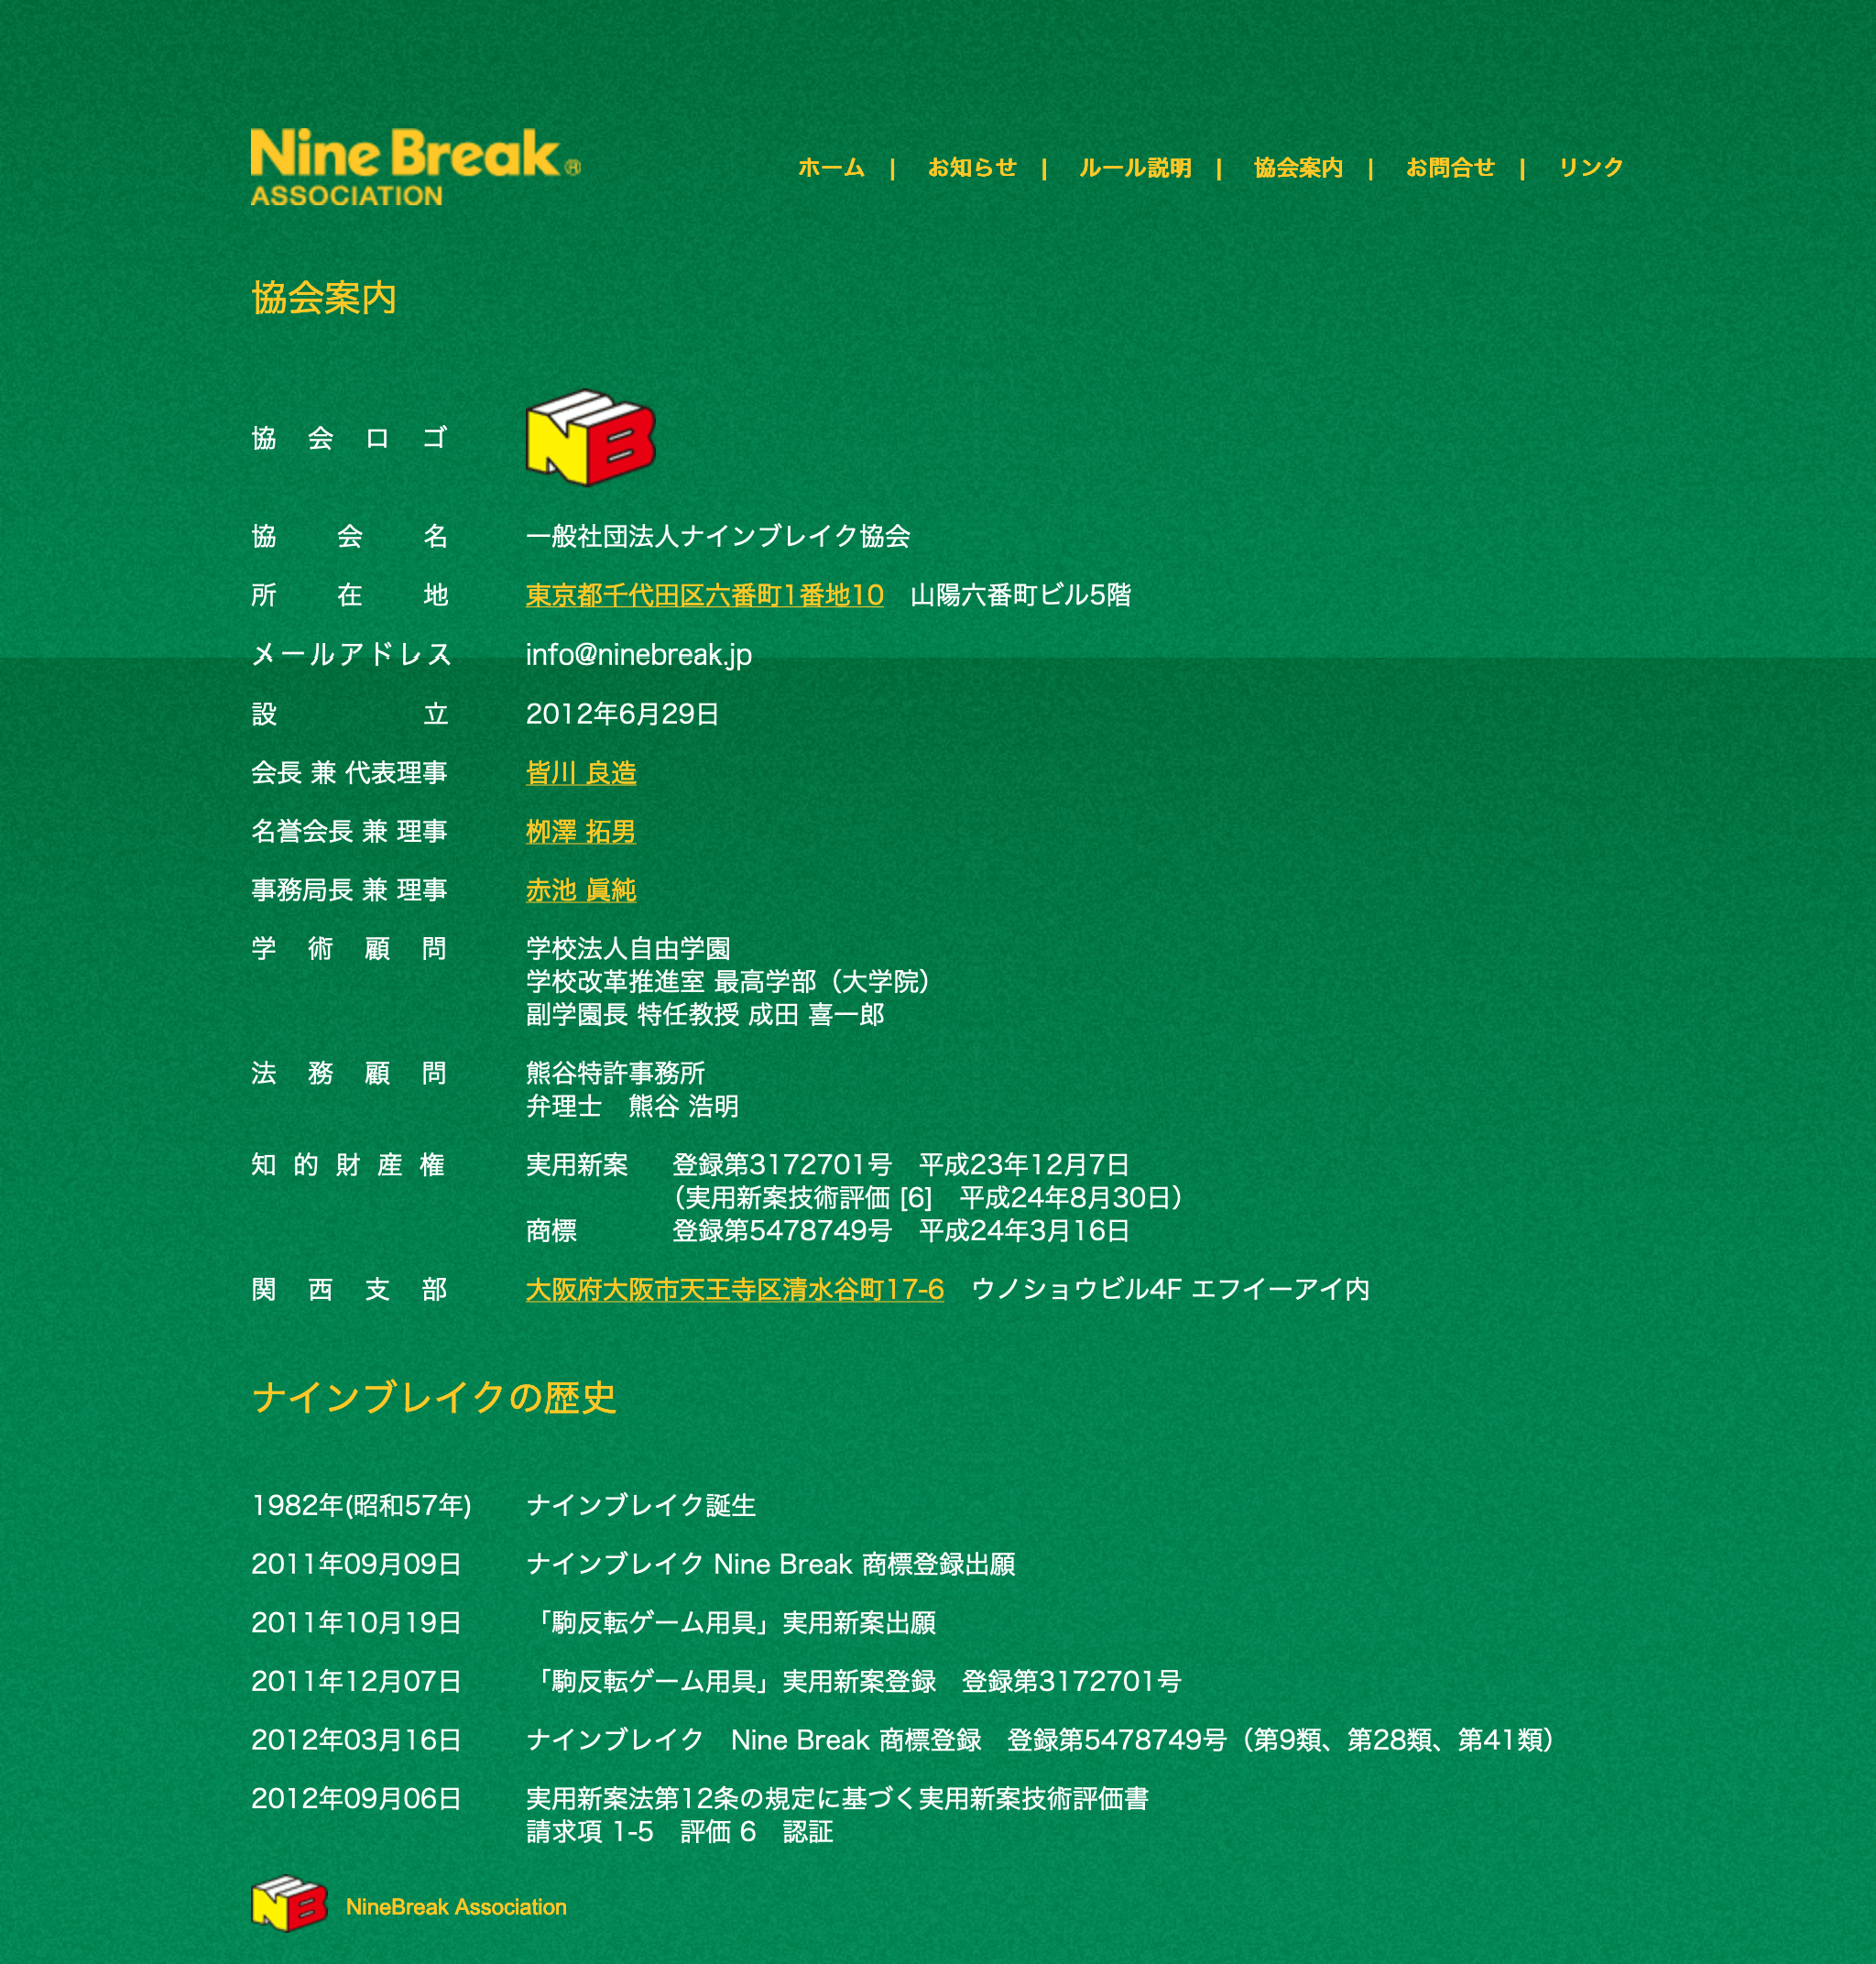 Nine Break ®
ASSOCIATION
ホーム | お知らせ | ルール説明 | 協会案内 | お問合せ | リンク
協会案内
協会ロゴ
NB
協会名 一般社団法人ナインブレイク協会
所在地 東京都千代田区六番町1番地10 山陽六番町ビル5階
メールアドレス info@ninebreak.jp
設立 2012年6月29日
会長 兼 代表理事 皆川 良造
名誉会長 兼 理事 栁澤 拓男
事務局長 兼 理事 赤池 眞純
学術顧問 学校法人自由学園
学校改革推進室 最高学部（大学院）
副学園長 特任教授 成田 喜一郎
法務顧問 熊谷特許事務所
弁理士 熊谷 浩明
知的財産権 実用新案 登録第3172701号 平成23年12月7日
（実用新案技術評価 [6] 平成24年8月30日）
商標 登録第5478749号 平成24年3月16日
関西支部 大阪府大阪市天王寺区清水谷町17-6 ウノショウビル4F エフイーアイ内
ナインブレイクの歴史
1982年(昭和57年) ナインブレイク誕生
2011年09月09日 ナインブレイク Nine Break 商標登録出願
2011年10月19日 「駒反転ゲーム用具」実用新案出願
2011年12月07日 「駒反転ゲーム用具」実用新案登録 登録第3172701号
2012年03月16日 ナインブレイク Nine Break 商標登録 登録第5478749号（第9類、第28類、第41類）
2012年09月06日 実用新案法第12条の規定に基づく実用新案技術評価書
請求項 1-5 評価 6 認証
NB NineBreak Association